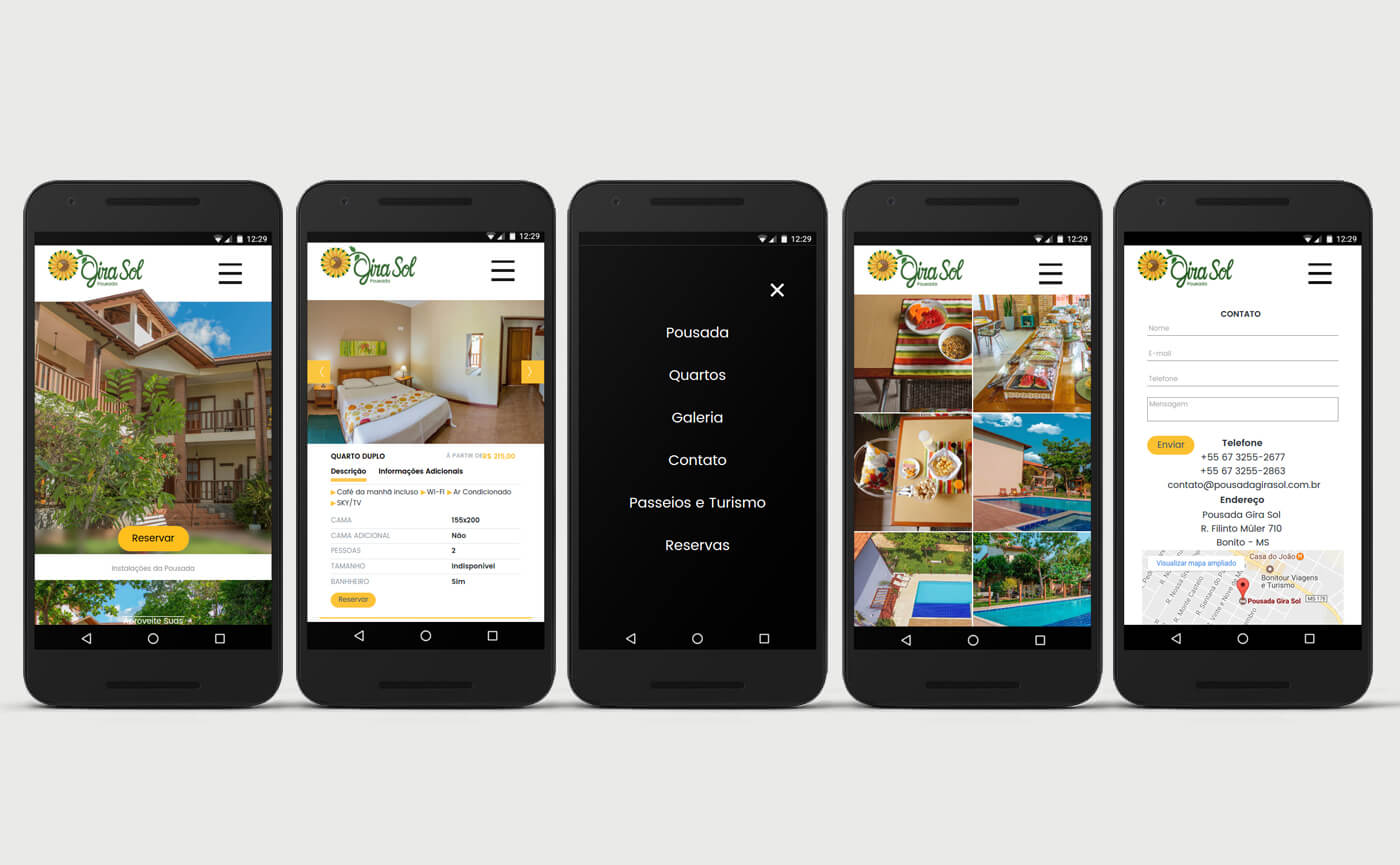 12:29
Gira Sol
Pousada
Reservar
Instalações da Pousada
Aproveite Suas
12:29
Gira Sol
Pousada
QUARTO DUPLO
À PARTIR DE R$ 215,00
Descrição
Informações Adicionais
Café da manhã incluso WI-FI Ar Condicionado
SKY/TV
CAMA 155x200
CAMA ADICIONAL Não
PESSOAS 2
TAMANHO Indisponível
BANHHEIRO Sim
Reservar
12:29
Pousada
Quartos
Galeria
Contato
Passeios e Turismo
Reservas
12:29
Gira Sol
Pousada
12:29
Gira Sol
Pousada
CONTATO
Nome
E-mail
Telefone
Mensagem
Enviar
Telefone
+55 67 3255-2677
+55 67 3255-2863
contato@pousadagirasol.com.br
Endereço
Pousada Gira Sol
R. Filinto Müler 710
Bonito - MS
Casa do João
Visualizar mapa ampliado
Bonitour Viagens
e Turismo
Pousada Gira Sol
MS 178
R. Monte Castelo